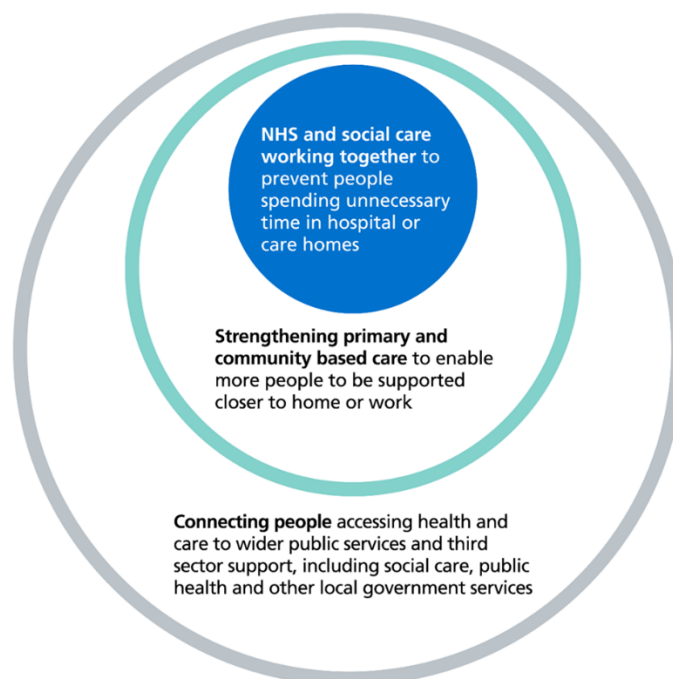 NHS and social care
working together to
prevent people
spending unnecessary
time in hospital or
care homes
Strengthening primary and
community based care to enable
more people to be supported
closer to home or work
Connecting people accessing health and
care to wider public services and third
sector support, including social care, public
health and other local government services